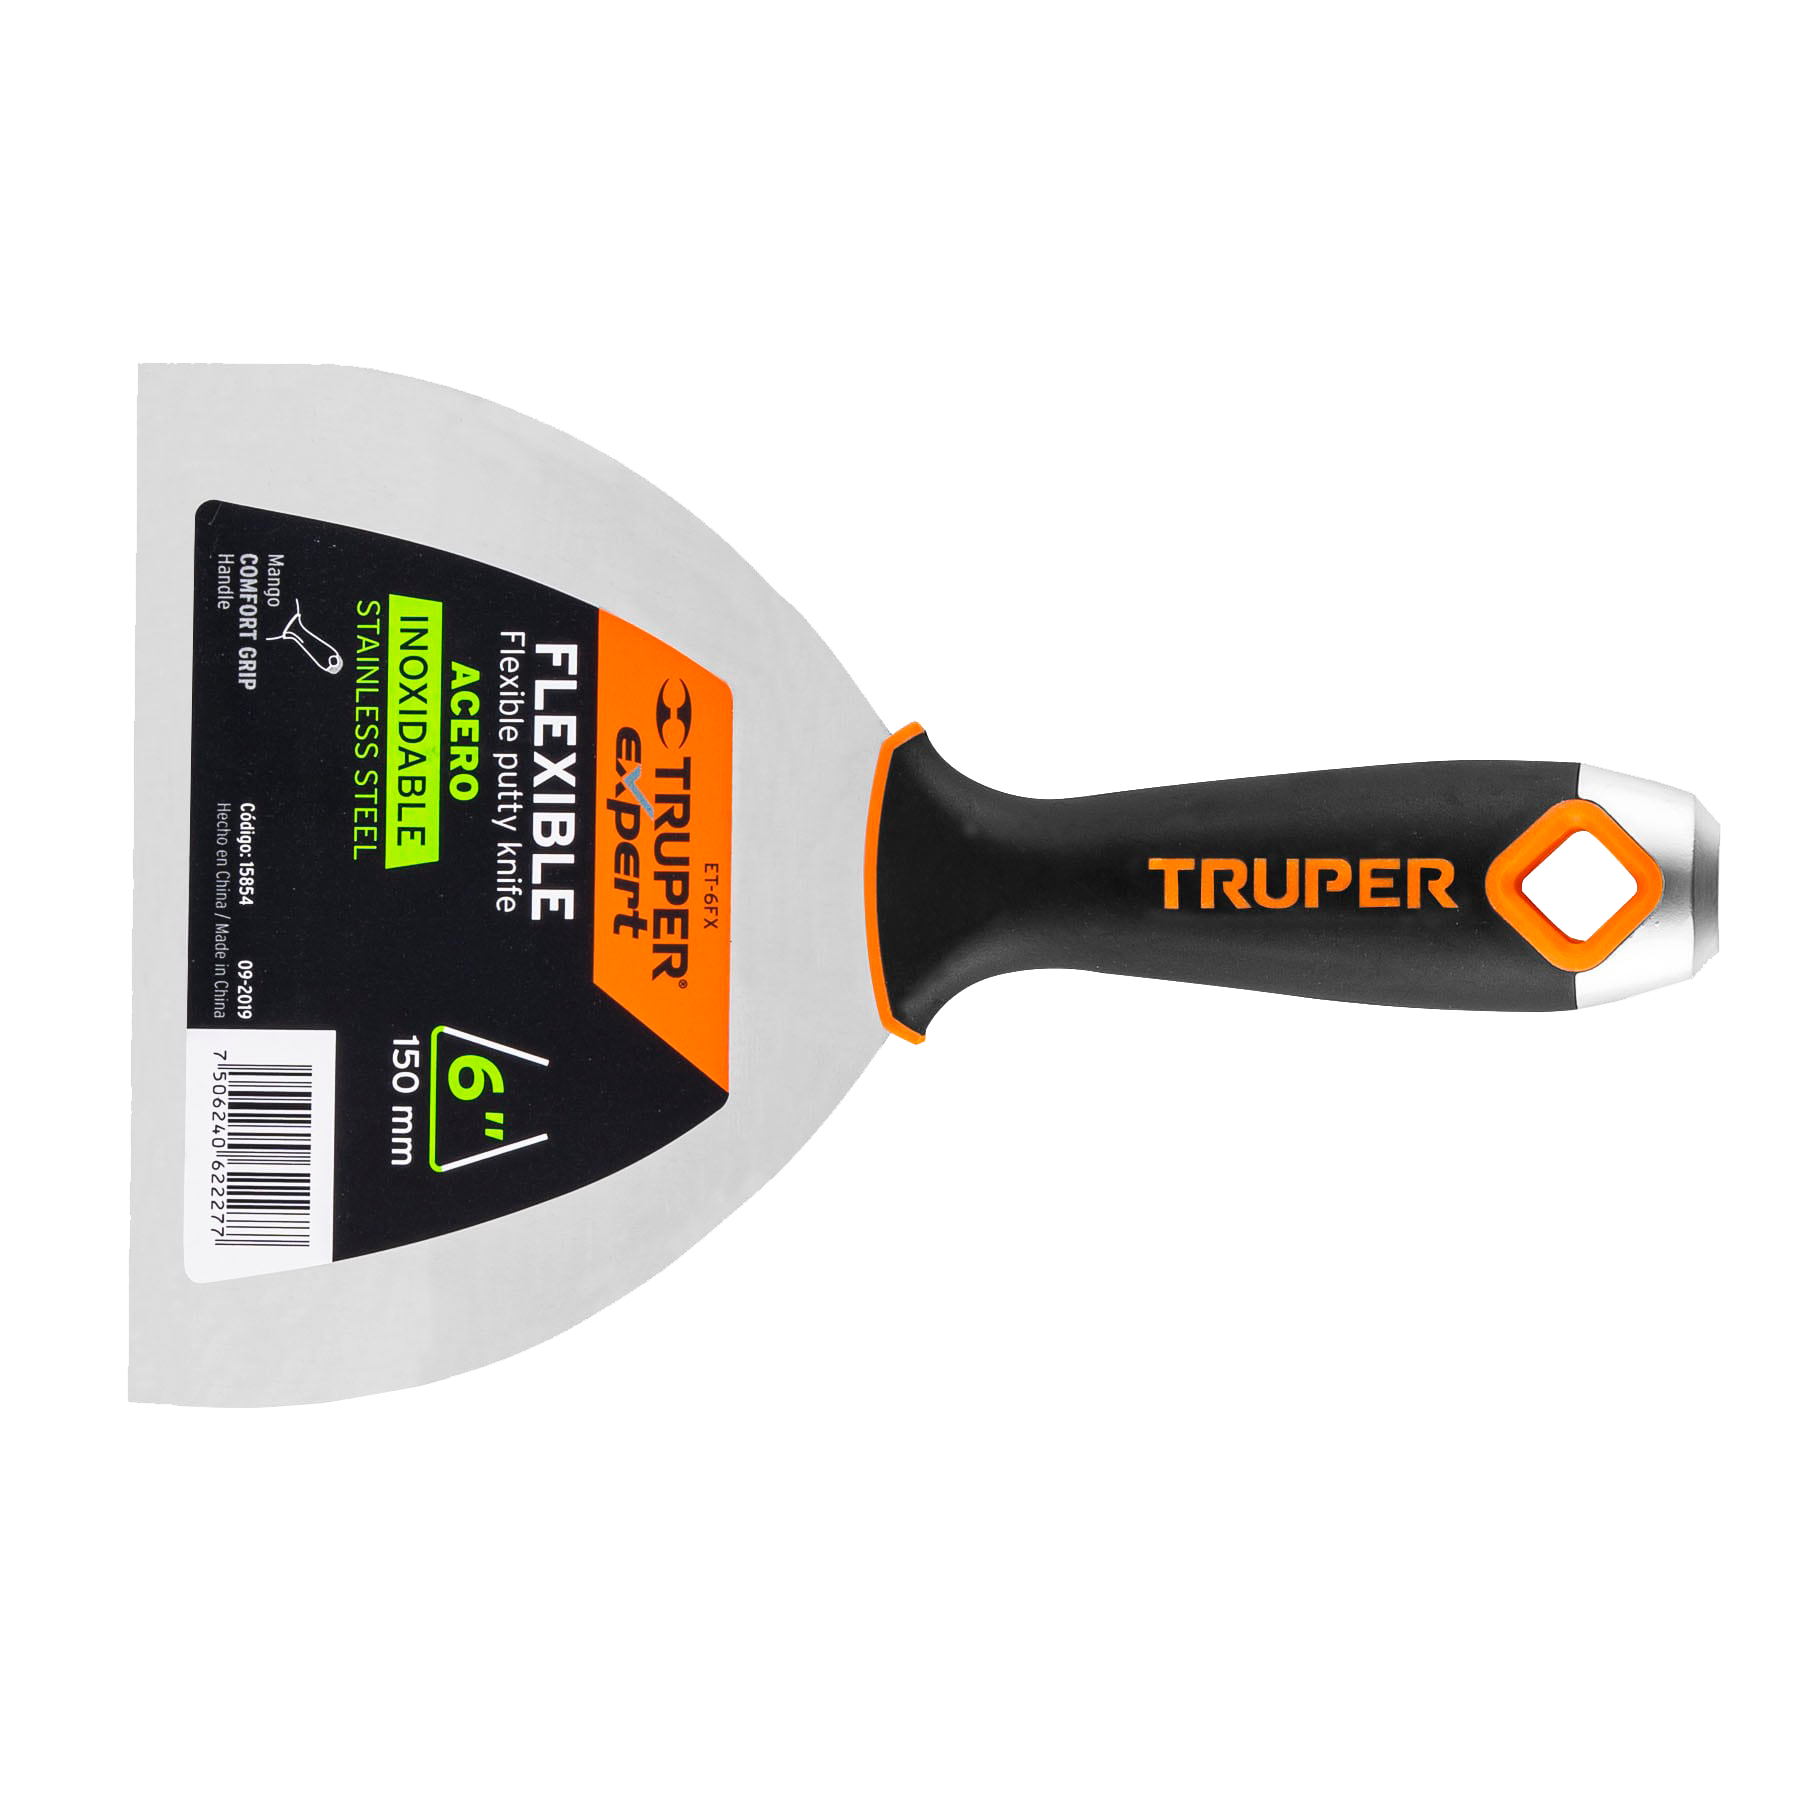 ET-6FX
TRUPER®
expert
FLEXIBLE
Flexible putty knife
ACERO
INOXIDABLE
STAINLESS STEEL
6"
150 mm
Mango
COMFORT GRIP
Handle
Código: 15854 09-2019
Hecho en China / Made in China
7 506240 622277
TRUPER